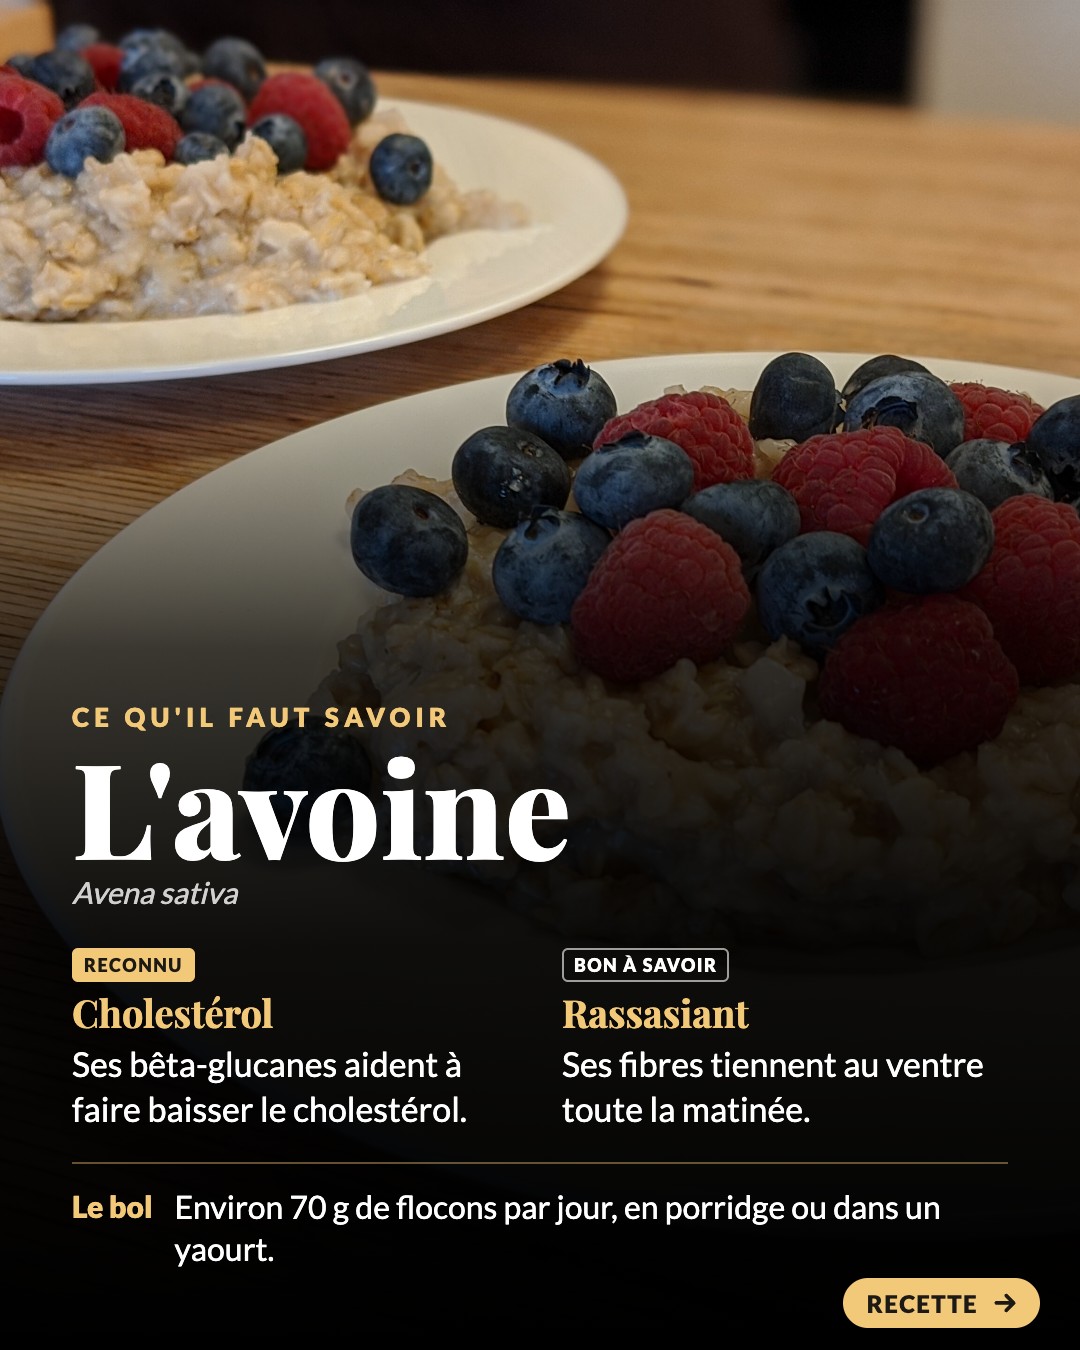 CE QU'IL FAUT SAVOIR
L'avoine
Avena sativa
RECONNU
Cholestérol
Ses bêta-glucanes aident à
faire baisser le cholestérol.
BON À SAVOIR
Rassasiant
Ses fibres tiennent au ventre
toute la matinée.
Le bol Environ 70 g de flocons par jour, en porridge ou dans un
yaourt.
RECETTE →